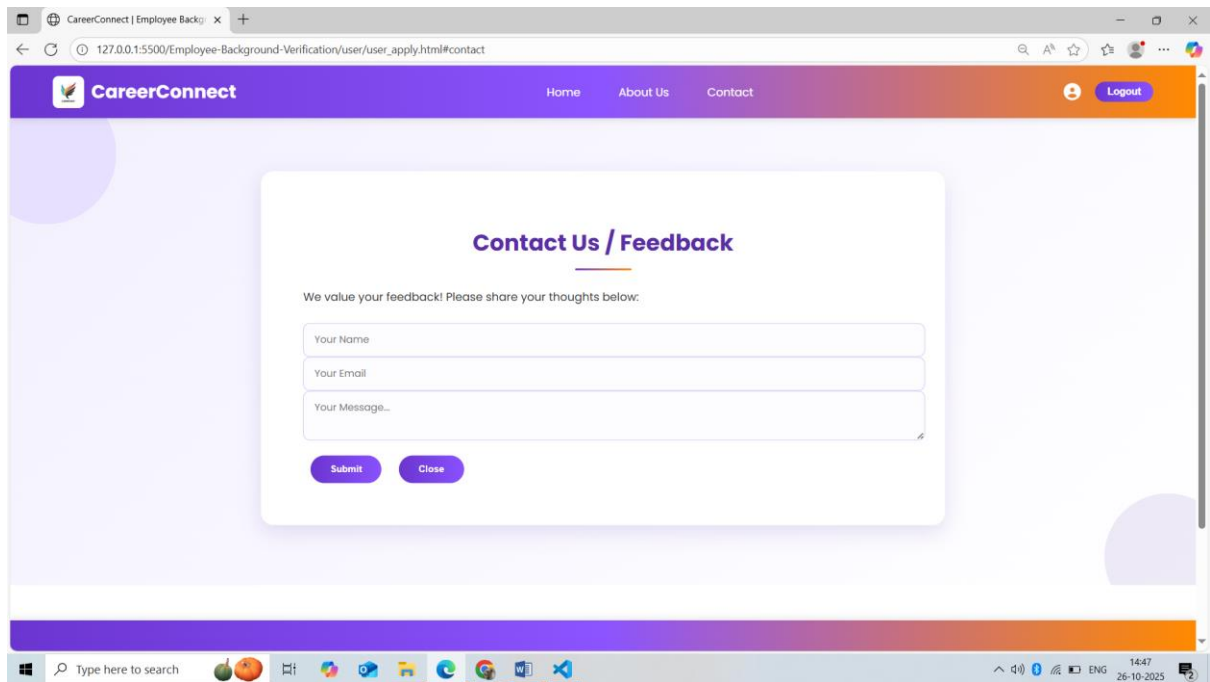 CareerConnect | Employee Backg
127.0.0.1:5500/Employee-Background-Verification/user/user_apply.html#contact
CareerConnect
Home About Us Contact
Logout
Contact Us / Feedback
We value your feedback! Please share your thoughts below:
Your Name
Your Email
Your Message...
Submit Close
Type here to search
ENG
14:47
26-10-2025
2